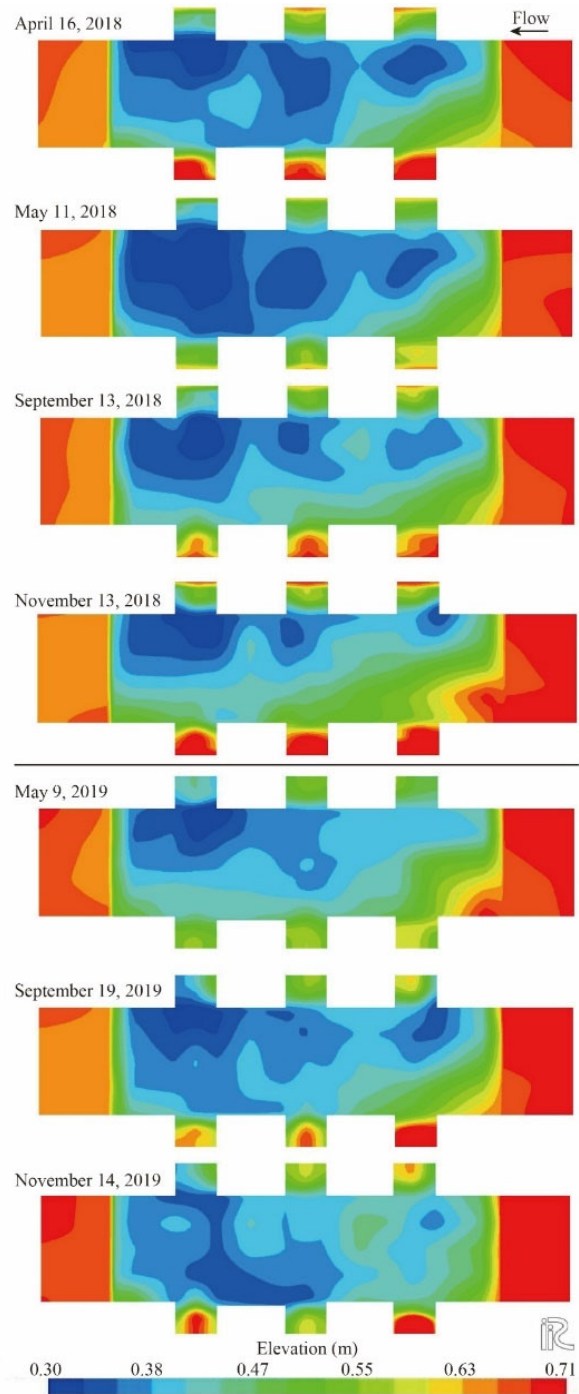 April 16, 2018
Flow
May 11, 2018
September 13, 2018
November 13, 2018
May 9, 2019
September 19, 2019
November 14, 2019
Elevation (m)
0.30 0.38 0.47 0.55 0.63 0.71